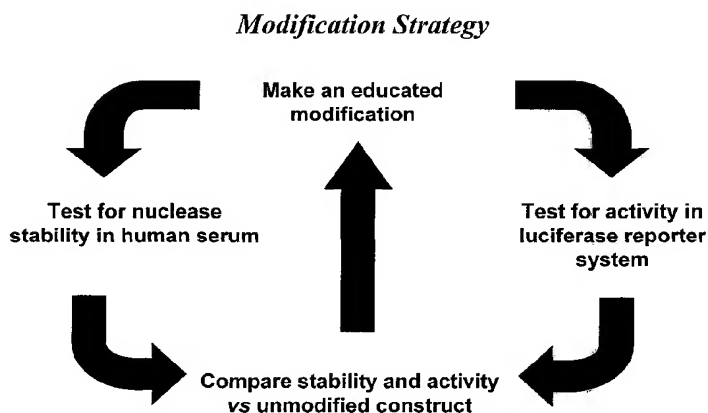 Modification Strategy
Make an educated
modification
Test for nuclease
stability in human serum
Test for activity in
luciferase reporter
system
Compare stability and activity
vs unmodified construct